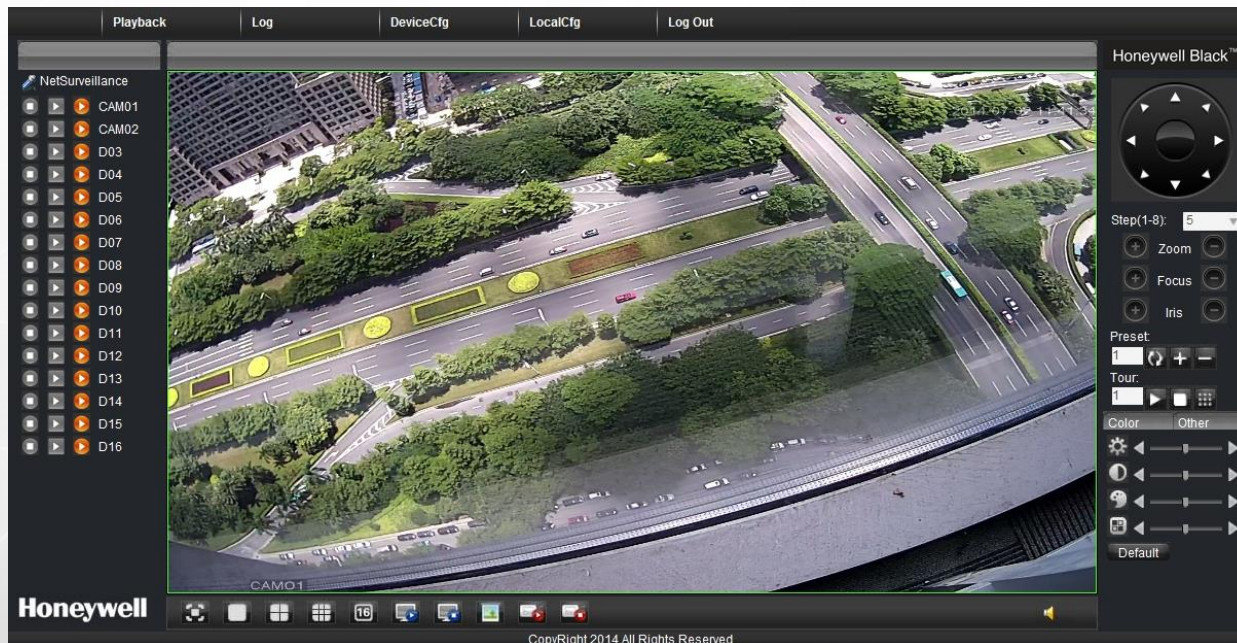 Playback Log DeviceCfg LocalCfg Log Out
Honeywell Black™
NetSurveillance
CAM01
CAM02
D03
D04
D05
D06
D07
D08
D09
D10
D11
D12
D13
D14
D15
D16
Honeywell
CAM01
16
Step(1-8): 5
Zoom
Focus
Iris
Preset:
1
Tour:
1
Color Other
Default
CopyRight 2014 All Rights Reserved